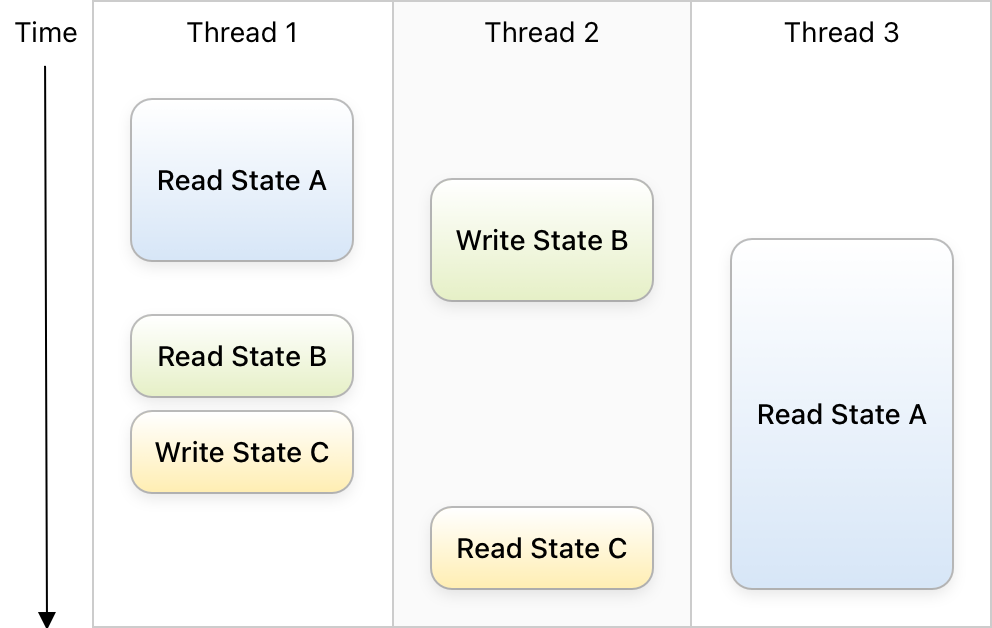 Time
Thread 1
Thread 2
Thread 3
Read State A
Write State B
Read State B
Read State A
Write State C
Read State C